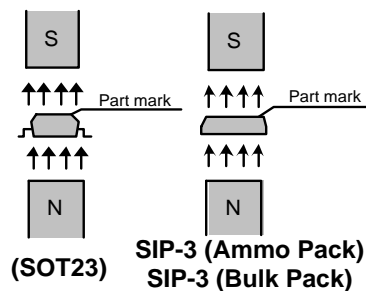 S
S
Part mark
Part mark
N
N
(SOT23)
SIP-3 (Ammo Pack)
SIP-3 (Bulk Pack)